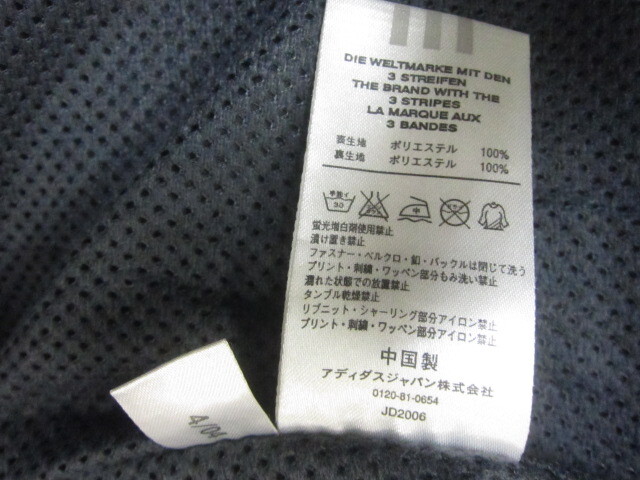 DIE WELTMARKE MIT DEN
3 STREIFEN
THE BRAND WITH THE
3 STRIPES
LA MARQUE AUX
3 BANDES
表生地 ポリエステル 100%
裏生地 ポリエステル 100%
手洗イ
30
中
蛍光増白剤使用禁止
漬け置き禁止
ファスナー・ベルクロ・釦・バックルは閉じて洗う
プリント・刺繍・ワッペン部分もみ洗い禁止
濡れた状態での放置禁止
タンブル乾燥禁止
リブニット・シャーリング部分アイロン禁止
プリント・刺繍・ワッペン部分アイロン禁止
中国製
アディダスジャパン株式会社
0120-81-0654
JD2006
4/04